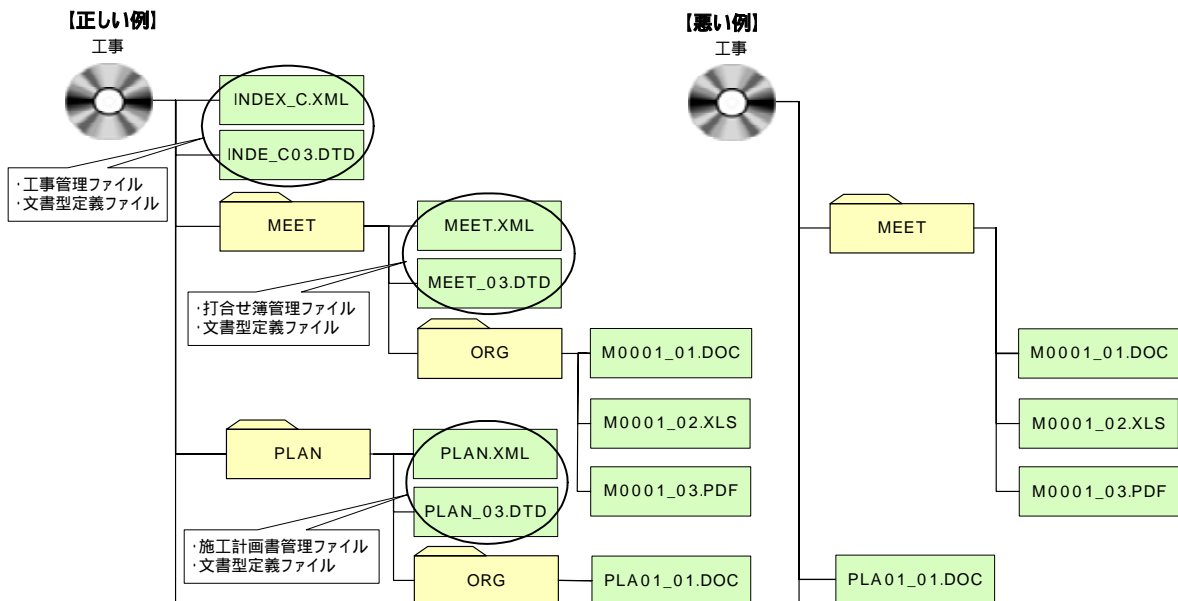 【正しい例】
工事
INDEX_C.XML
INDE_C03.DTD
・工事管理ファイル
・文書型定義ファイル
MEET
MEET.XML
MEET_03.DTD
・打合せ簿管理ファイル
・文書型定義ファイル
ORG
M0001_01.DOC
M0001_02.XLS
M0001_03.PDF
PLAN
PLAN.XML
PLAN_03.DTD
・施工計画書管理ファイル
・文書型定義ファイル
ORG
PLA01_01.DOC
【悪い例】
工事
MEET
M0001_01.DOC
M0001_02.XLS
M0001_03.PDF
PLA01_01.DOC